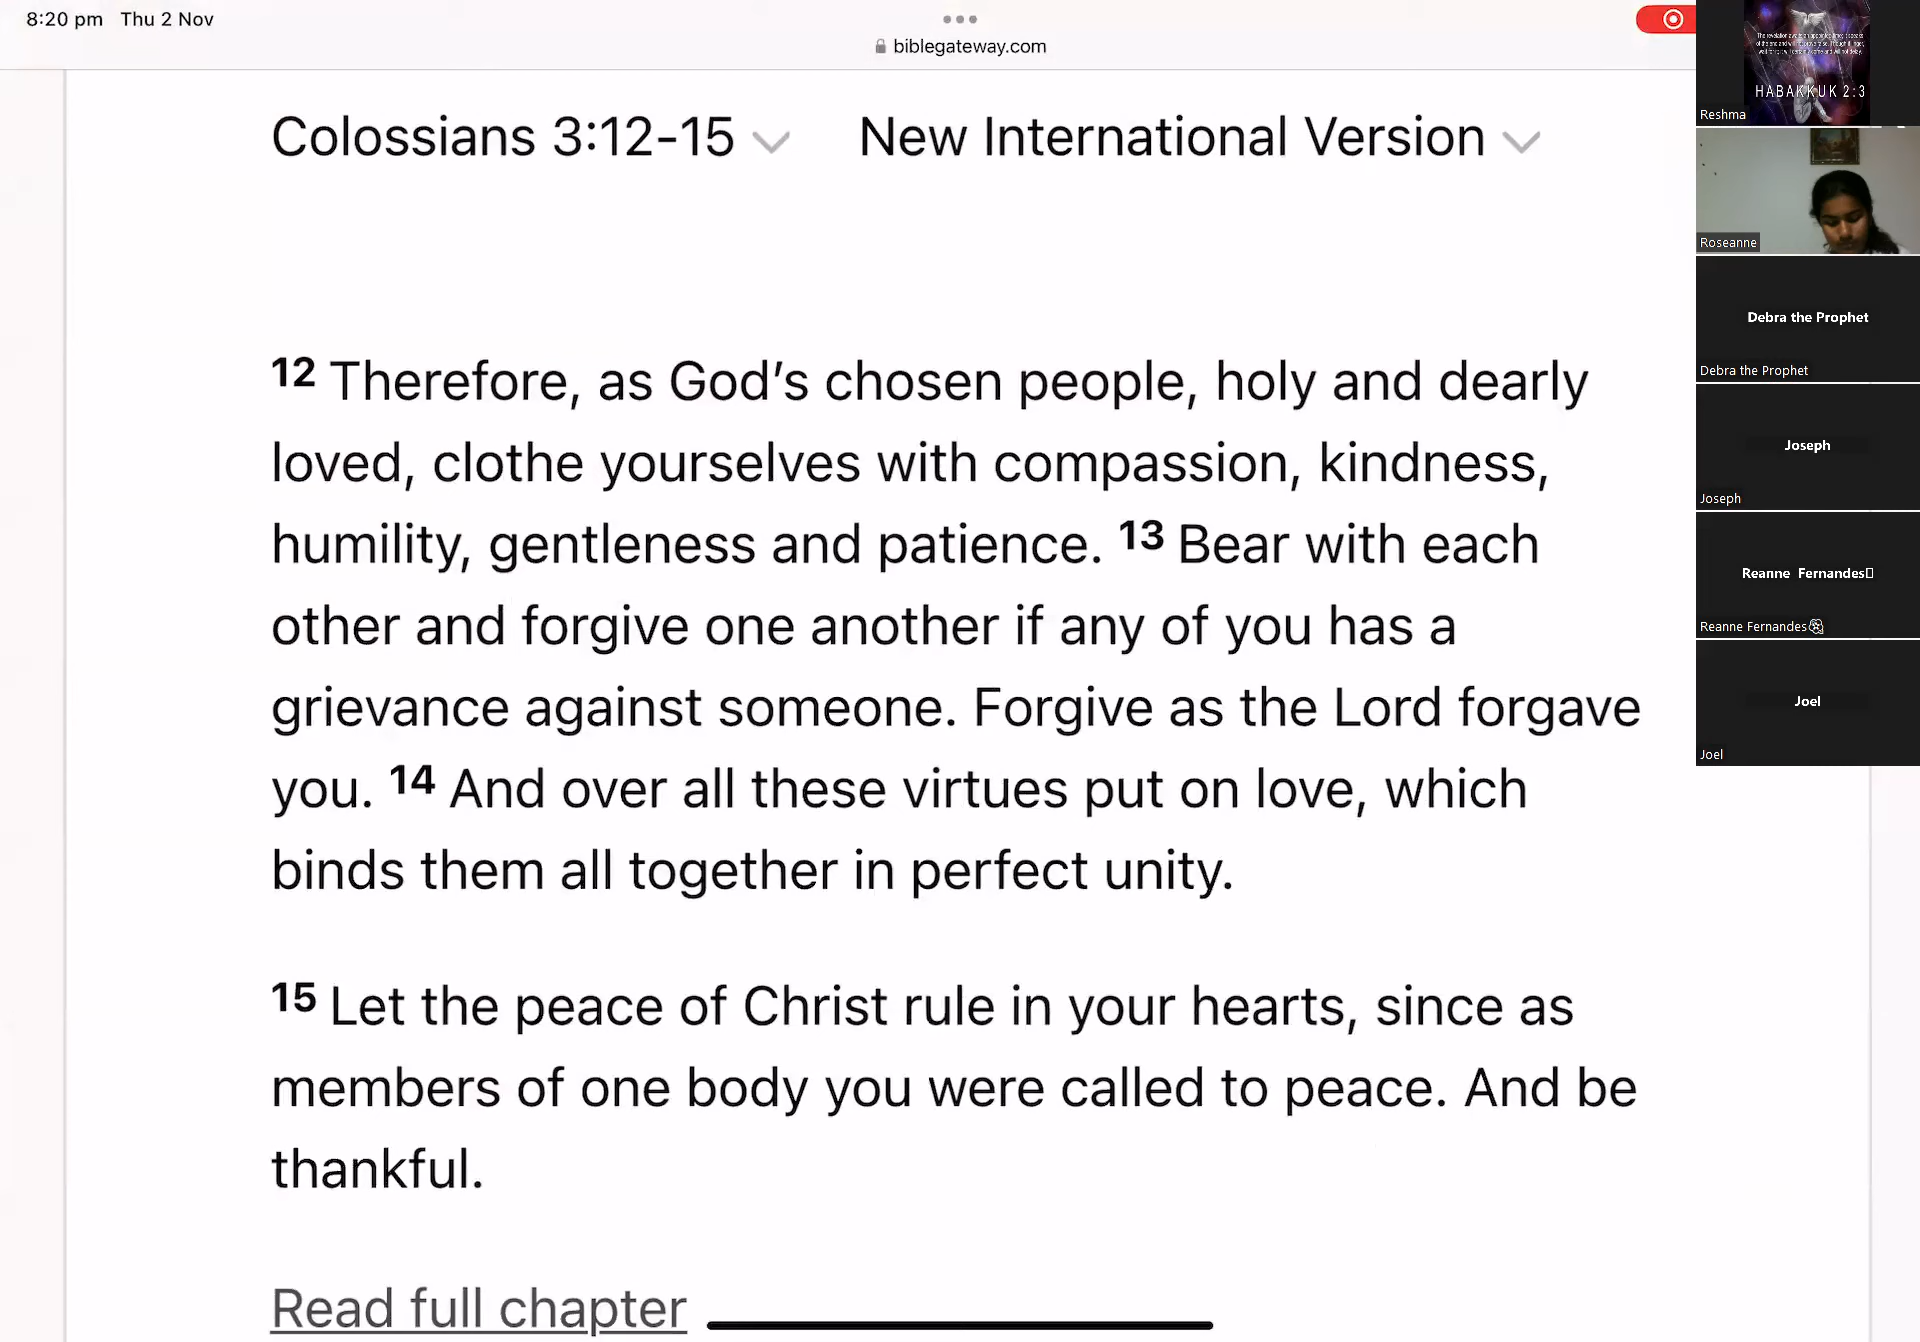 8:20 pm Thu 2 Nov
biblegateway.com
Colossians 3:12-15
New International Version
12 Therefore, as God’s chosen people, holy and dearly
loved, clothe yourselves with compassion, kindness,
humility, gentleness and patience. 13 Bear with each
other and forgive one another if any of you has a
grievance against someone. Forgive as the Lord forgave
you. 14 And over all these virtues put on love, which
binds them all together in perfect unity.
15 Let the peace of Christ rule in your hearts, since as
members of one body you were called to peace. And be
thankful.
Read full chapter
HABAKKUK 2:3
Reshma
Roseanne
Debra the Prophet
Debra the Prophet
Joseph
Joseph
Reanne Fernandes
Reanne Fernandes
Joel
Joel